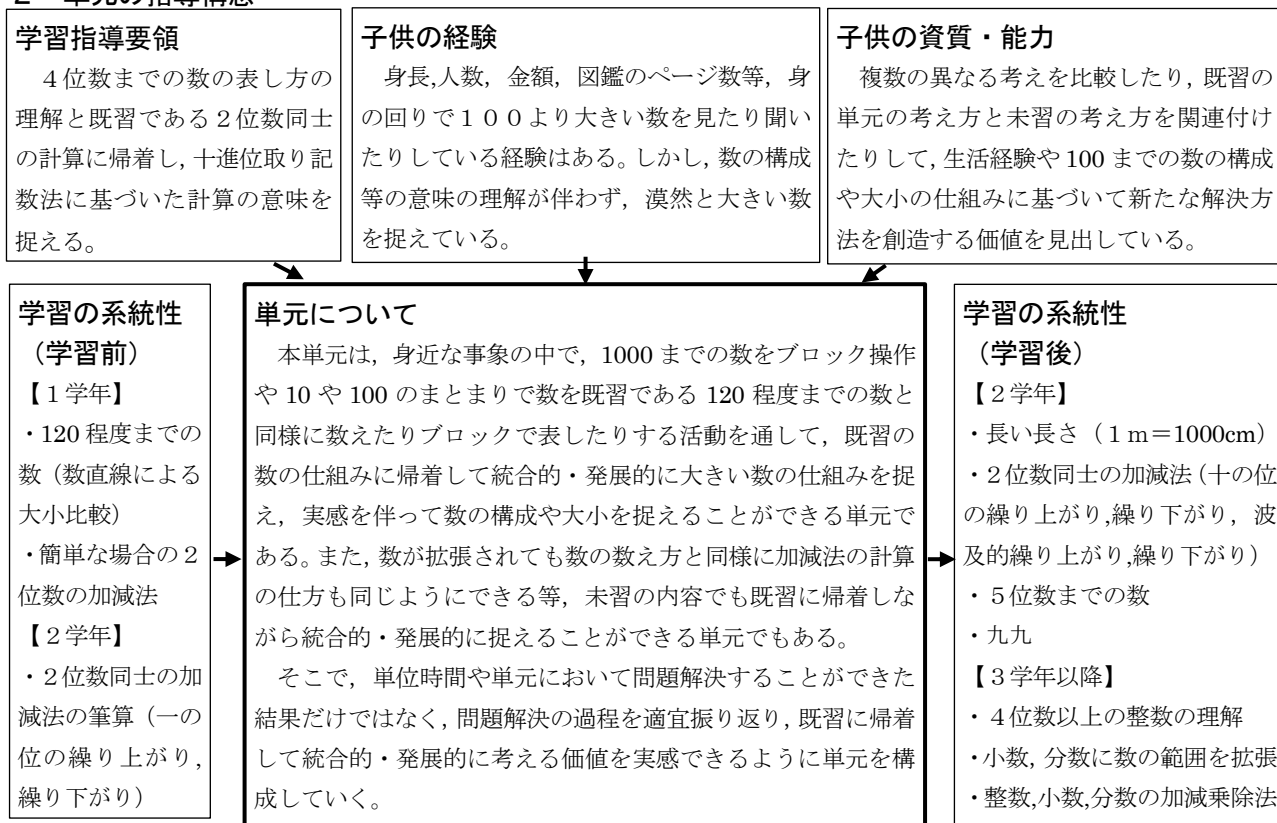 学習指導要領
４位数までの数の表し方の
理解と既習である２位数同士
の計算に帰着し，十進位取り記
数法に基づいた計算の意味を
捉える。
子供の経験
身長,人数，金額，図鑑のページ数等，身
の回りで１００より大きい数を見たり聞い
たりしている経験はある。しかし，数の構成
等の意味の理解が伴わず，漠然と大きい数
を捉えている。
子供の資質・能力
複数の異なる考えを比較したり，既習の
単元の考え方と未習の考え方を関連付け
たりして，生活経験や 100 までの数の構成
や大小の仕組みに基づいて新たな解決方
法を創造する価値を見出している。
学習の系統性
（学習前）
【１学年】
・120 程度までの
数（数直線による
大小比較）
・簡単な場合の２
位数の加減法
【２学年】
・２位数同士の加
減法の筆算（一の
位の繰り上がり，
繰り下がり）
単元について
本単元は，身近な事象の中で，1000 までの数をブロック操作
や 10 や 100 のまとまりで数を既習である 120 程度までの数と
同様に数えたりブロックで表したりする活動を通して，既習の
数の仕組みに帰着して統合的・発展的に大きい数の仕組みを捉
え，実感を伴って数の構成や大小を捉えることができる単元で
ある。また，数が拡張されても数の数え方と同様に加減法の計算
の仕方も同じようにできる等，未習の内容でも既習に帰着しな
がら統合的・発展的に捉えることができる単元でもある。
そこで，単位時間や単元において問題解決することができた
結果だけではなく，問題解決の過程を適宜振り返り，既習に帰着
して統合的・発展的に考える価値を実感できるように単元を構
成していく。
学習の系統性
（学習後）
【２学年】
・長い長さ（１ｍ＝1000cm）
・２位数同士の加減法（十の位
の繰り上がり,繰り下がり，波
及的繰り上がり,繰り下がり）
・５位数までの数
・九九
【３学年以降】
・４位数以上の整数の理解
・小数，分数に数の範囲を拡張
・整数,小数,分数の加減乗除法